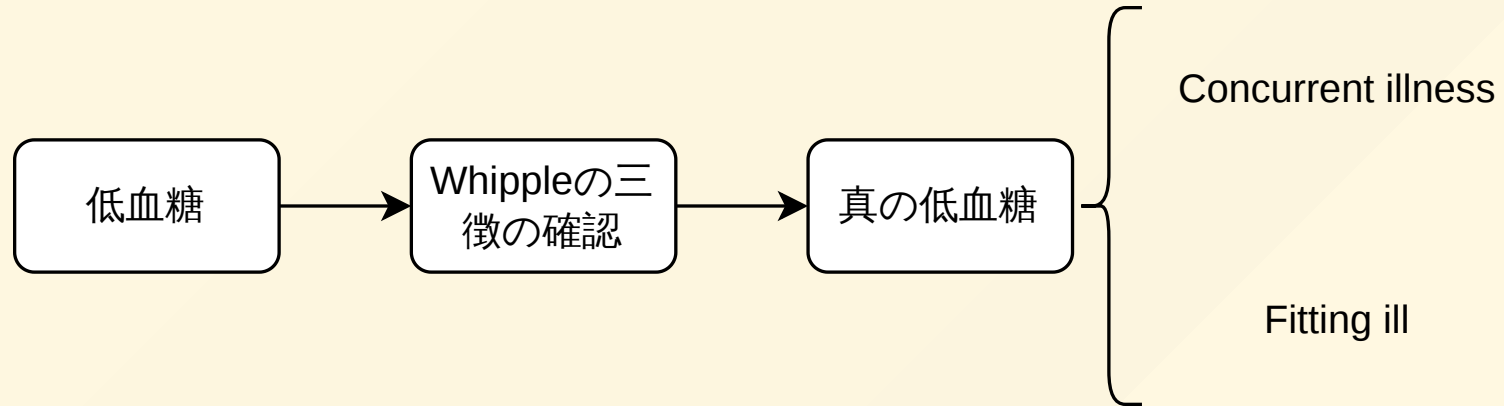 低血糖
Whippleの三
徴の確認
真の低血糖
Concurrent illness
Fitting ill